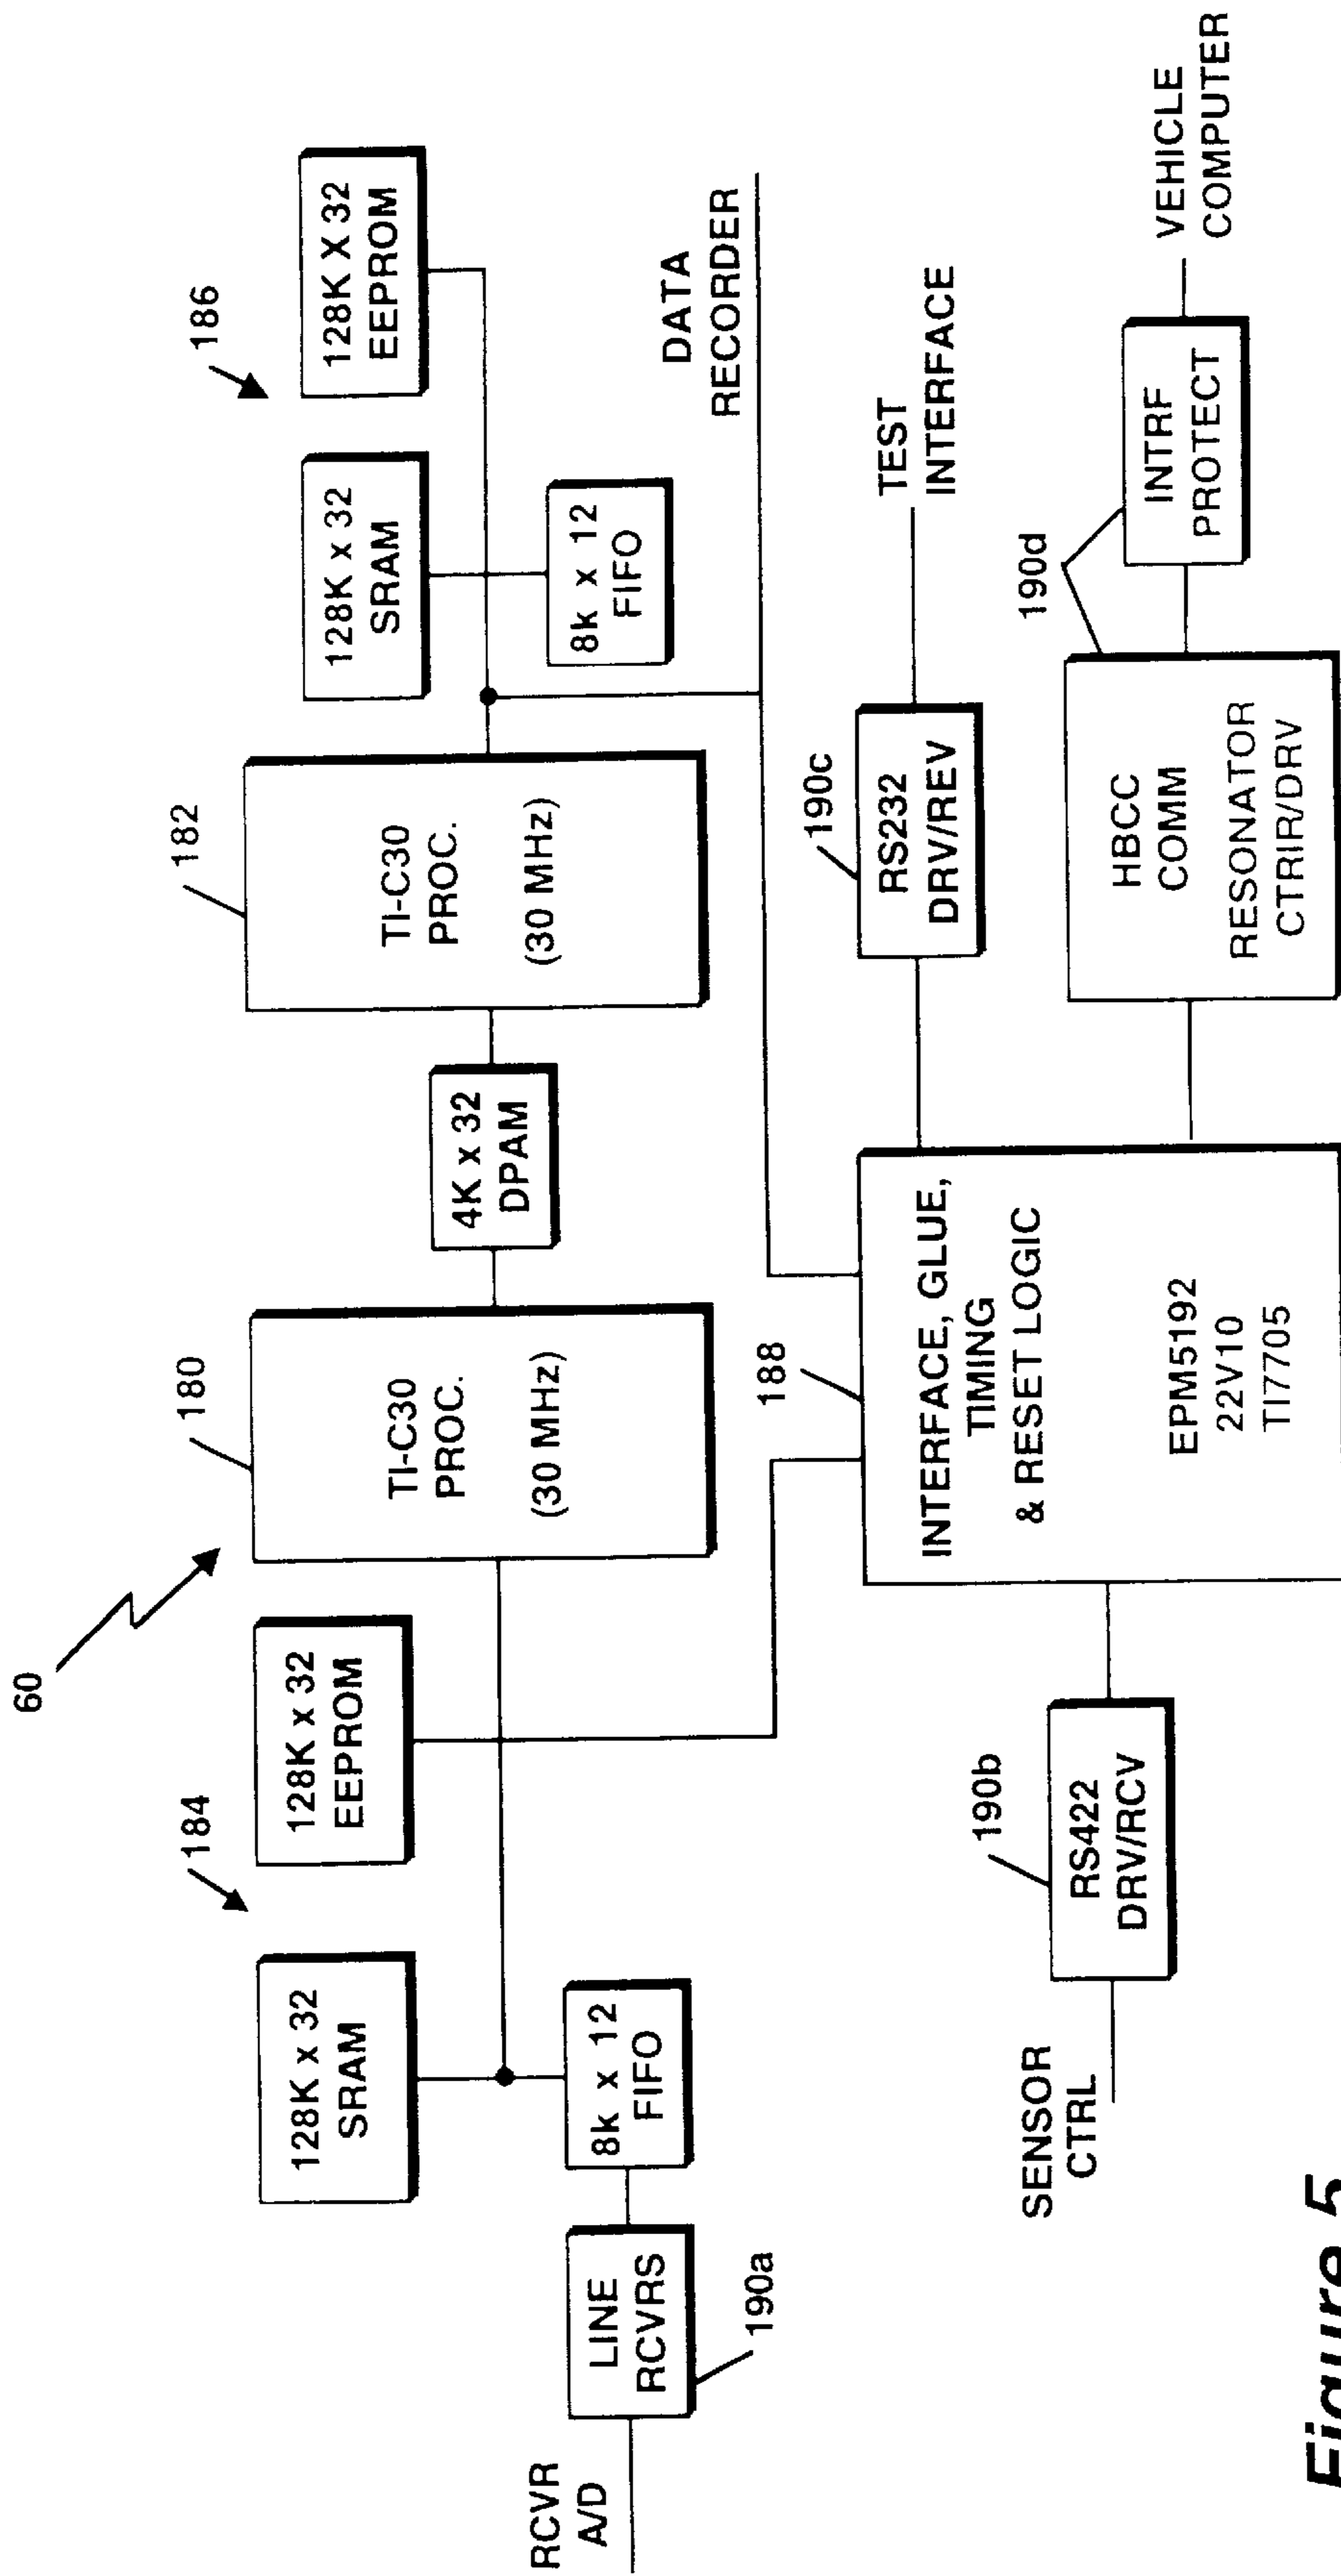 60
184
128K x 32
SRAM
128K x 32
EEPROM
180
TI-C30
PROC.
(30 MHz)
4K x 32
DPAM
182
TI-C30
PROC.
(30 MHz)
186
128K x 32
SRAM
128K X 32
EEPROM
RCVR
A/D
LINE
RCVRS
190a
8k x 12
FIFO
8k x 12
FIFO
DATA
RECORDER
188
INTERFACE, GLUE,
TIMING
& RESET LOGIC
EPM5192
22V10
TI7705
190c
RS232
DRV/REV
TEST
INTERFACE
SENSOR
CTRL
190b
RS422
DRV/RCV
HBCC
COMM
RESONATOR
CTRIR/DRV
190d
INTRF
PROTECT
VEHICLE
COMPUTER
Figure 5